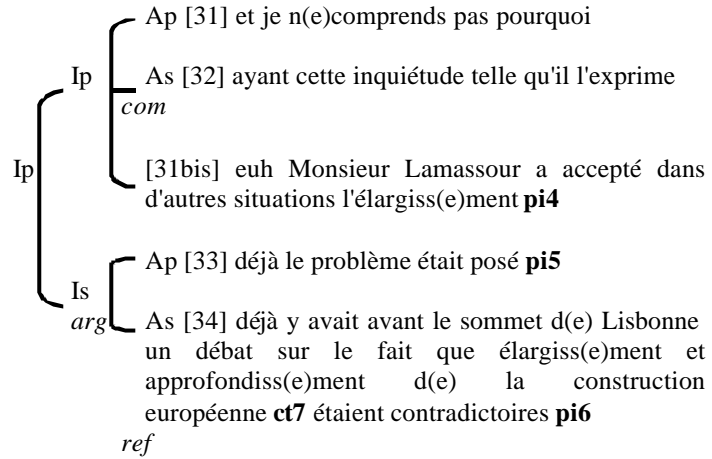 Ap [31] et je n(e)comprends pas pourquoi
Ip
As [32] ayant cette inquiétude telle qu'il l'exprime
com
Ip
[31bis] euh Monsieur Lamassour a accepté dans
d'autres situations l'élargiss(e)ment pi4
Ap [33] déjà le problème était posé pi5
Is
arg
As [34] déjà y avait avant le sommet d(e) Lisbonne
un débat sur le fait que élargiss(e)ment et
approfondiss(e)ment d(e) la construction
européenne ct7 étaient contradictoires pi6
ref